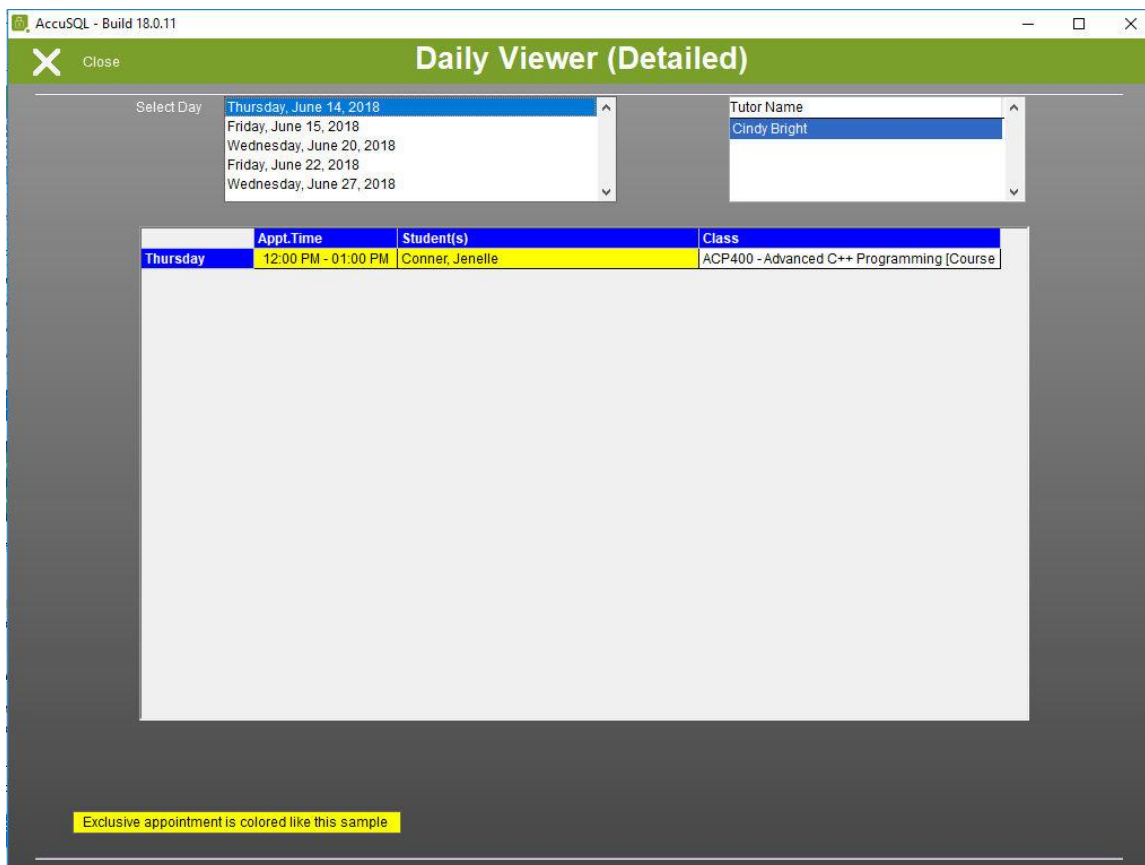 AccuSQL - Build 18.0.11
Close
Daily Viewer (Detailed)
Select Day
Thursday, June 14, 2018
Friday, June 15, 2018
Wednesday, June 20, 2018
Friday, June 22, 2018
Wednesday, June 27, 2018
Tutor Name
Cindy Bright
Appt.Time Student(s) Class
Thursday 12:00 PM - 01:00 PM Conner, Jenelle ACP400 - Advanced C++ Programming [Course
Exclusive appointment is colored like this sample